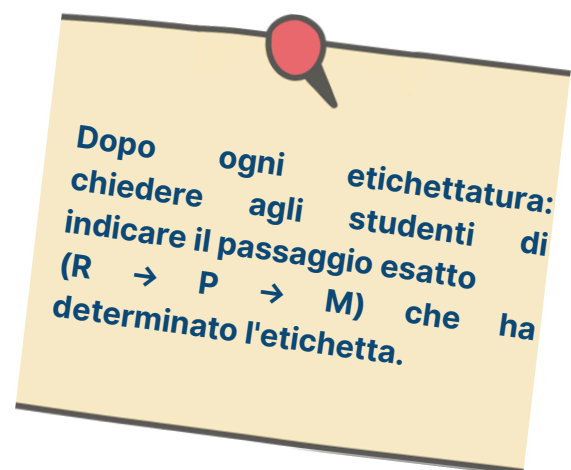 Dopo ogni etichettatura:
chiedere agli studenti di
indicare il passaggio esatto
(R → P → M) che ha
determinato l'etichetta.